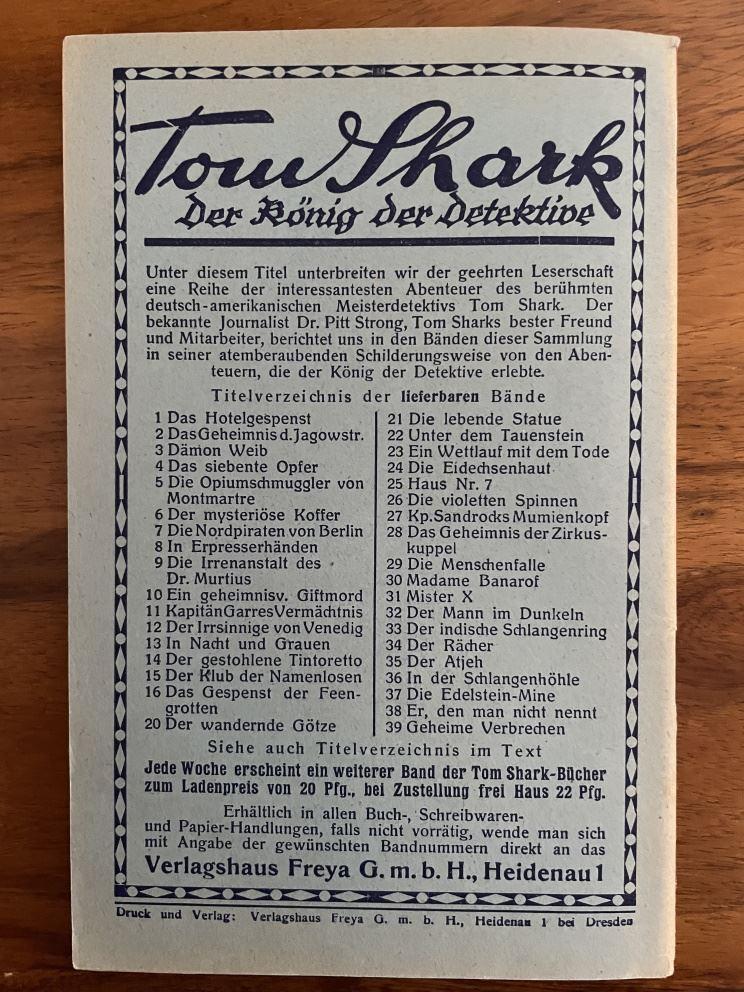 Tom Shark
Der König der Detektive
Unter diesem Titel unterbreiten wir der geehrten Leserschaft
eine Reihe der interessantesten Abenteuer des berühmten
deutsch-amerikanischen Meisterdetektivs Tom Shark. Der
bekannte Journalist Dr. Pitt Strong, Tom Sharks bester Freund
und Mitarbeiter, berichtet uns in den Bänden dieser Sammlung
in seiner atemberaubenden Schilderungsweise von den Aben-
teuern, die der König der Detektive erlebte.
Titelverzeichnis der lieferbaren Bände
1 Das Hotelgespenst
2 Das Geheimnis d. Jagowstr.
3 Dämon Weib
4 Das siebente Opfer
5 Die Opiumschmuggler von
Montmartre
6 Der mysteriöse Koffer
7 Die Nordpiraten von Berlin
8 In Erpresserhänden
9 Die Irrenanstalt des
Dr. Murtius
10 Ein geheimnisv. Giftmord
11 Kapitän Garres Vermächtnis
12 Der Irrsinnige von Venedig
13 In Nacht und Grauen
14 Der gestohlene Tintoretto
15 Der Klub der Namenlosen
16 Das Gespenst der Feen-
grotten
20 Der wandernde Götze
21 Die lebende Statue
22 Unter dem Tauenstein
23 Ein Wettlauf mit dem Tode
24 Die Eidechsenhaut
25 Haus Nr. 7
26 Die violetten Spinnen
27 Kp. Sandrocks Mumienkopf
28 Das Geheimnis der Zirkus-
kuppel
29 Die Menschenfalle
30 Madame Banarof
31 Mister X
32 Der Mann im Dunkeln
33 Der indische Schlangenring
34 Der Rächer
35 Der Atjeh
36 In der Schlangenhöhle
37 Die Edelstein-Mine
38 Er, den man nicht nennt
39 Geheime Verbrechen
Siehe auch Titelverzeichnis im Text
Jede Woche erscheint ein weiterer Band der Tom Shark-Bücher
zum Ladenpreis von 20 Pfg., bei Zustellung frei Haus 22 Pfg.
Erhältlich in allen Buch-, Schreibwaren-
und Papier-Handlungen, falls nicht vorrätig, wende man sich
mit Angabe der gewünschten Bandnummern direkt an das
Verlagshaus Freya G. m. b. H., Heidenau 1
Druck und Verlag: Verlagshaus Freya G. m. b. H., Heidenau 1 bei Dresden